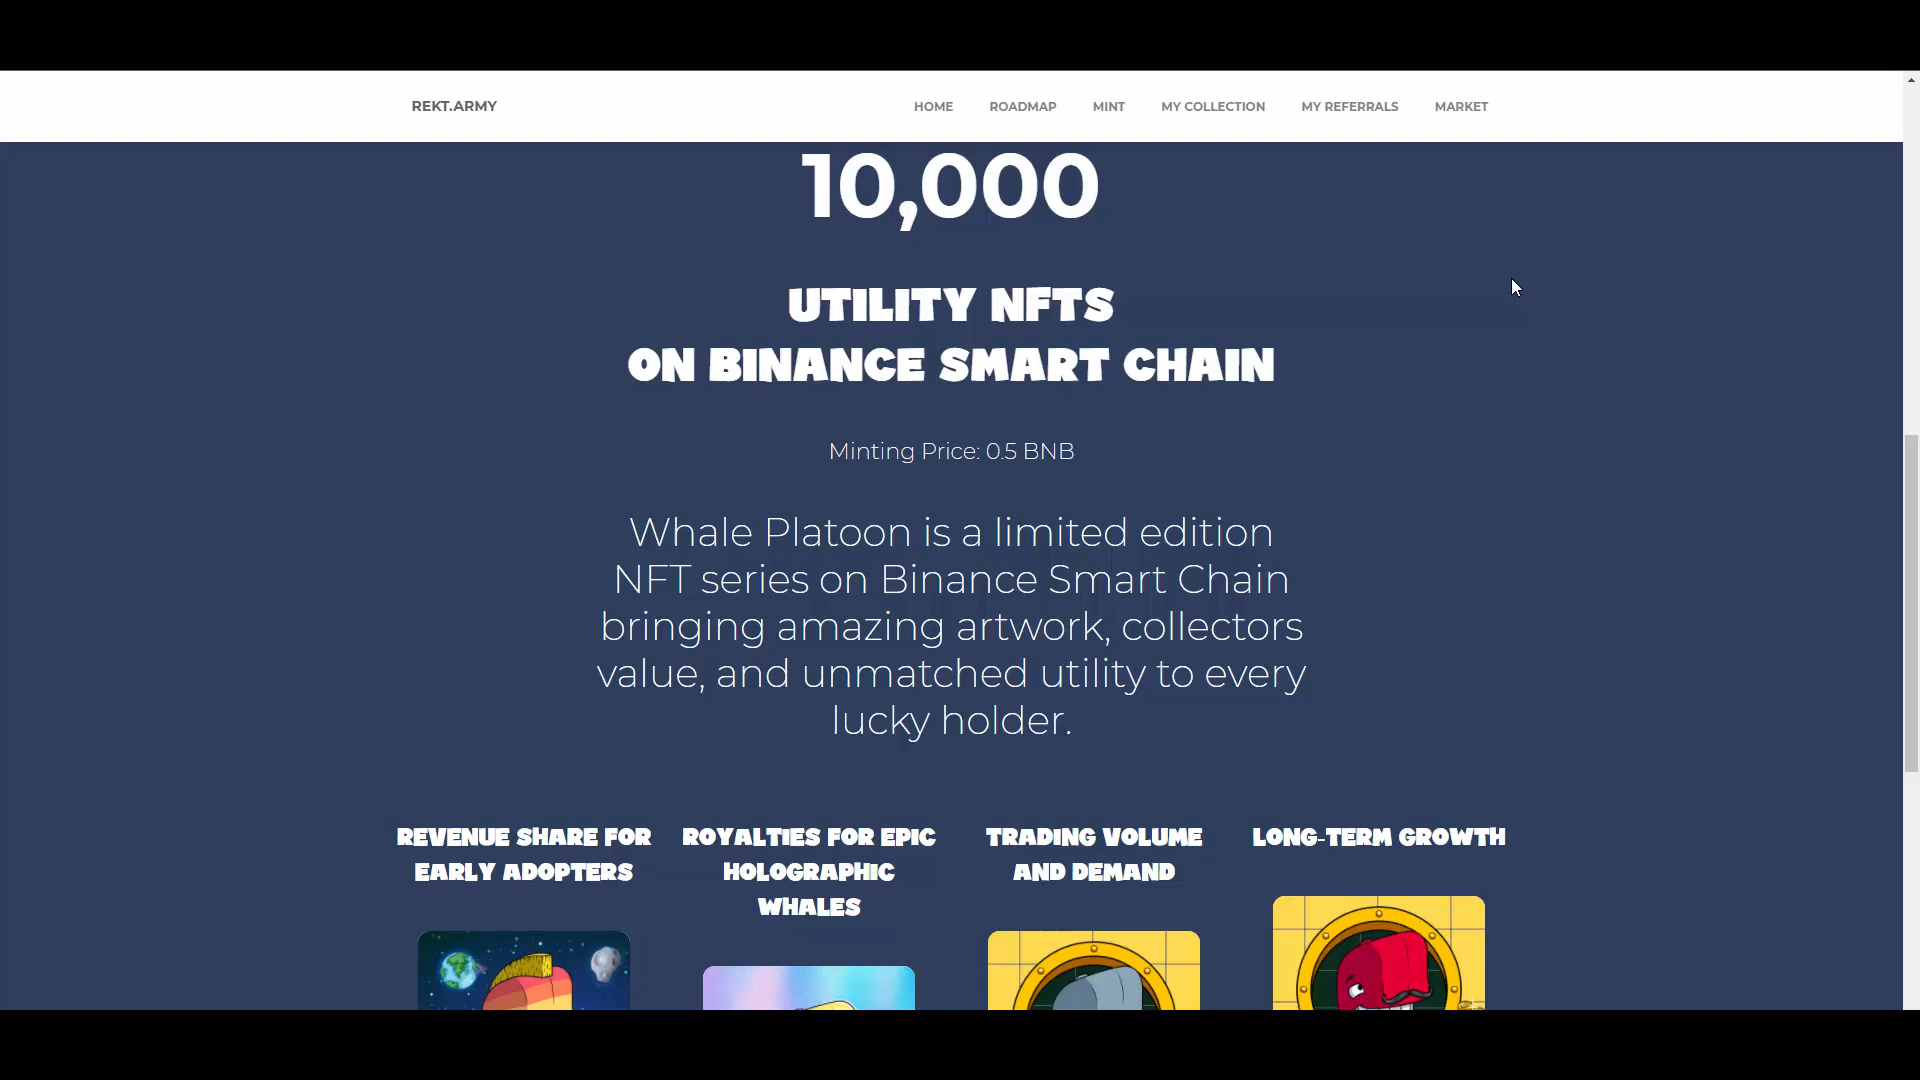 REKT.ARMY
HOME ROADMAP MINT MY COLLECTION MY REFERRALS MARKET
10,000
UTILITY NFTS
ON BINANCE SMART CHAIN
Minting Price: 0.5 BNB
Whale Platoon is a limited edition
NFT series on Binance Smart Chain
bringing amazing artwork, collectors
value, and unmatched utility to every
lucky holder.
REVENUE SHARE FOR
EARLY ADOPTERS
ROYALTIES FOR EPIC
HOLOGRAPHIC
WHALES
TRADING VOLUME
AND DEMAND
LONG-TERM GROWTH